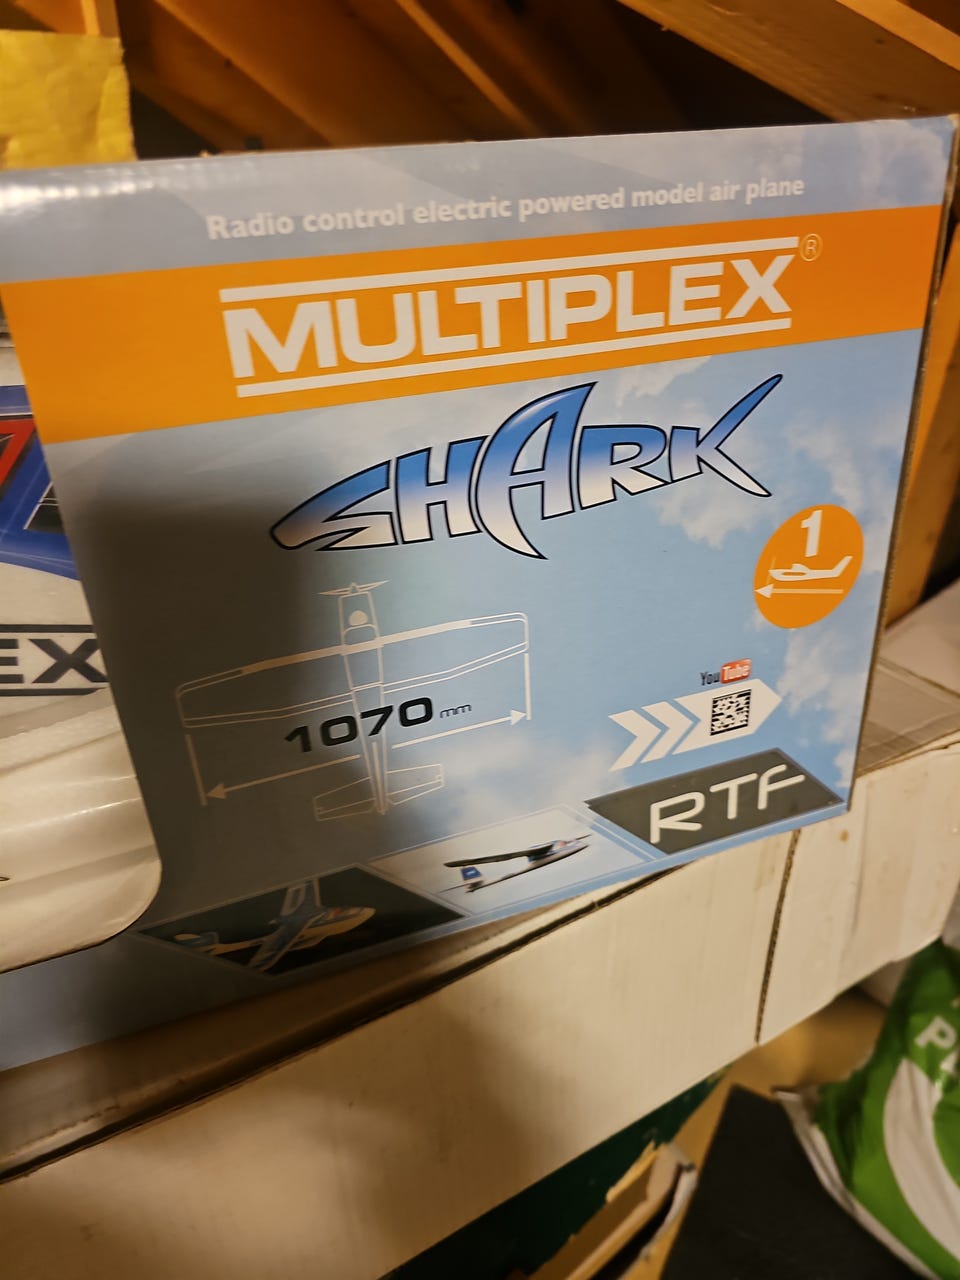 Radio control electric powered model air plane
MULTIPLEX®
SHARK
1
1070 mm
YouTube
RTF
EX